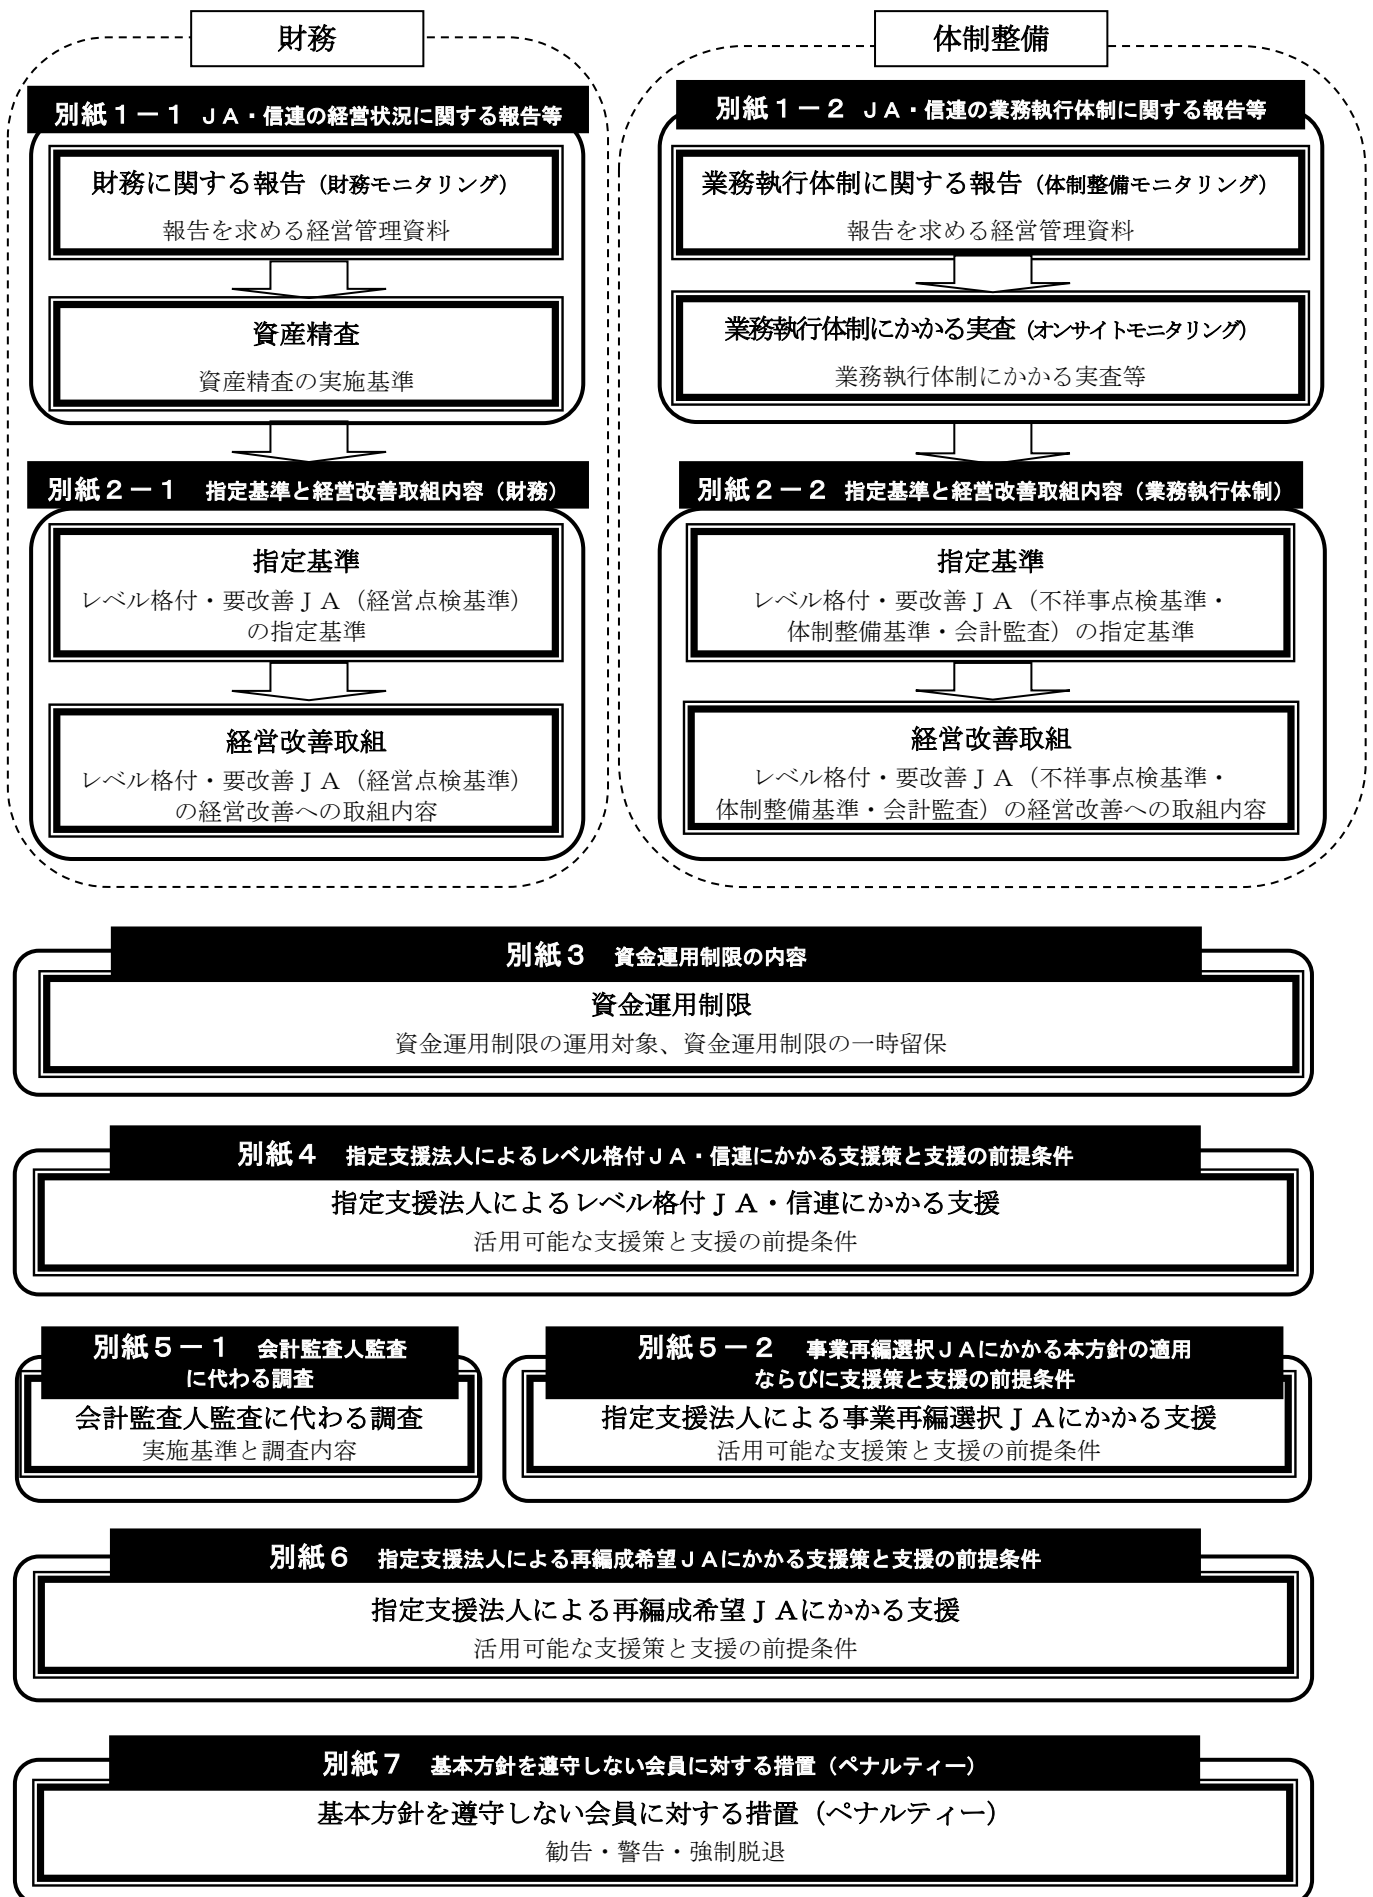 財務
別紙１－１ ＪＡ・信連の経営状況に関する報告等
財務に関する報告（財務モニタリング）
報告を求める経営管理資料
資産精査
資産精査の実施基準
別紙２－１ 指定基準と経営改善取組内容（財務）
指定基準
レベル格付・要改善ＪＡ（経営点検基準）
の指定基準
経営改善取組
レベル格付・要改善ＪＡ（経営点検基準）
の経営改善への取組内容
体制整備
別紙１－２ ＪＡ・信連の業務執行体制に関する報告等
業務執行体制に関する報告（体制整備モニタリング）
報告を求める経営管理資料
業務執行体制にかかる実査（オンサイトモニタリング）
業務執行体制にかかる実査等
別紙２－２ 指定基準と経営改善取組内容（業務執行体制）
指定基準
レベル格付・要改善ＪＡ（不祥事点検基準・
体制整備基準・会計監査）の指定基準
経営改善取組
レベル格付・要改善ＪＡ（不祥事点検基準・
体制整備基準・会計監査）の経営改善への取組内容
別紙３ 資金運用制限の内容
資金運用制限
資金運用制限の運用対象、資金運用制限の一時留保
別紙４ 指定支援法人によるレベル格付ＪＡ・信連にかかる支援策と支援の前提条件
指定支援法人によるレベル格付ＪＡ・信連にかかる支援
活用可能な支援策と支援の前提条件
別紙５－１ 会計監査人監査
に代わる調査
会計監査人監査に代わる調査
実施基準と調査内容
別紙５－２ 事業再編選択ＪＡにかかる本方針の適用
ならびに支援策と支援の前提条件
指定支援法人による事業再編選択ＪＡにかかる支援
活用可能な支援策と支援の前提条件
別紙６ 指定支援法人による再編成希望ＪＡにかかる支援策と支援の前提条件
指定支援法人による再編成希望ＪＡにかかる支援
活用可能な支援策と支援の前提条件
別紙７ 基本方針を遵守しない会員に対する措置（ペナルティー）
基本方針を遵守しない会員に対する措置（ペナルティー）
勧告・警告・強制脱退